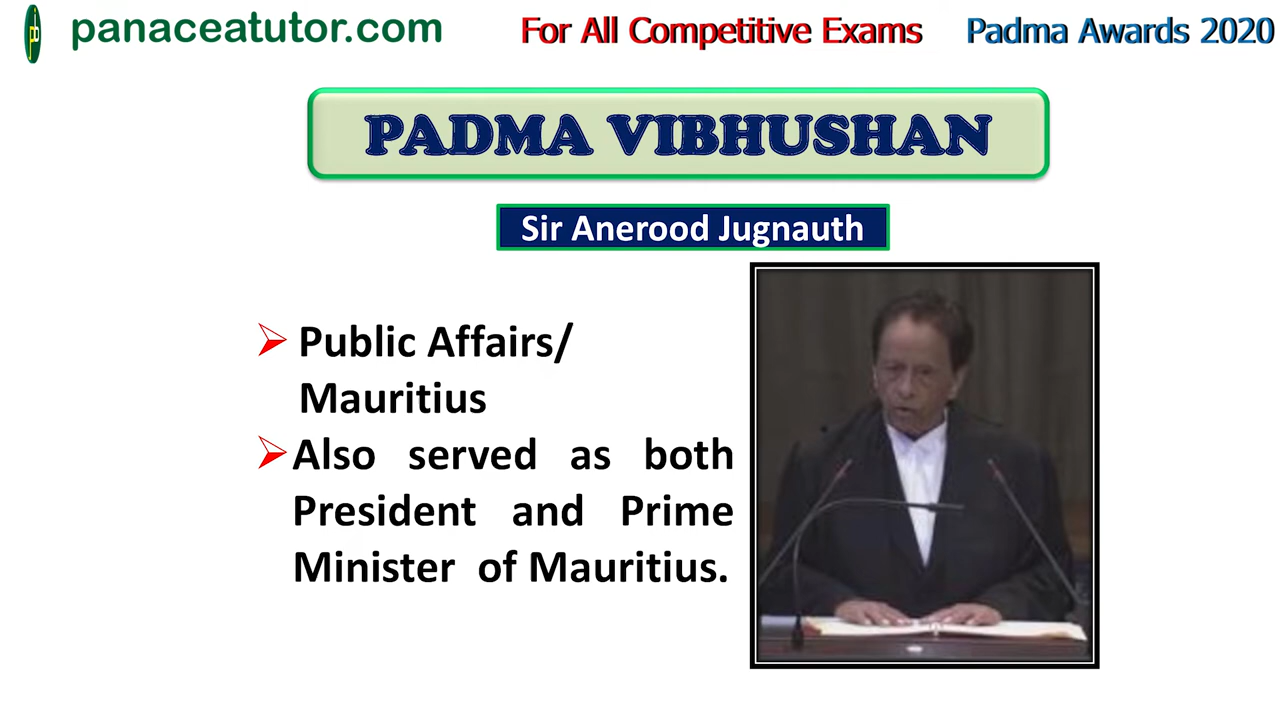 panaceatutor.com For All Competitive Exams Padma Awards 2020
PADMA VIBHUSHAN
Sir Anerood Jugnauth
Public Affairs/
Mauritius
Also served as both
President and Prime
Minister of Mauritius.